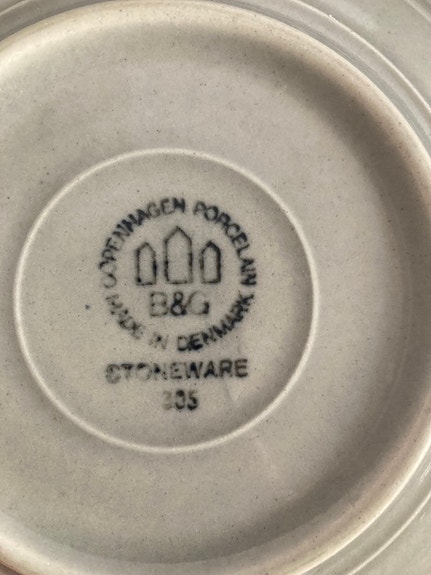 COPENHAGEN PORCELAIN
B&G
MADE IN DENMARK
STONEWARE
305